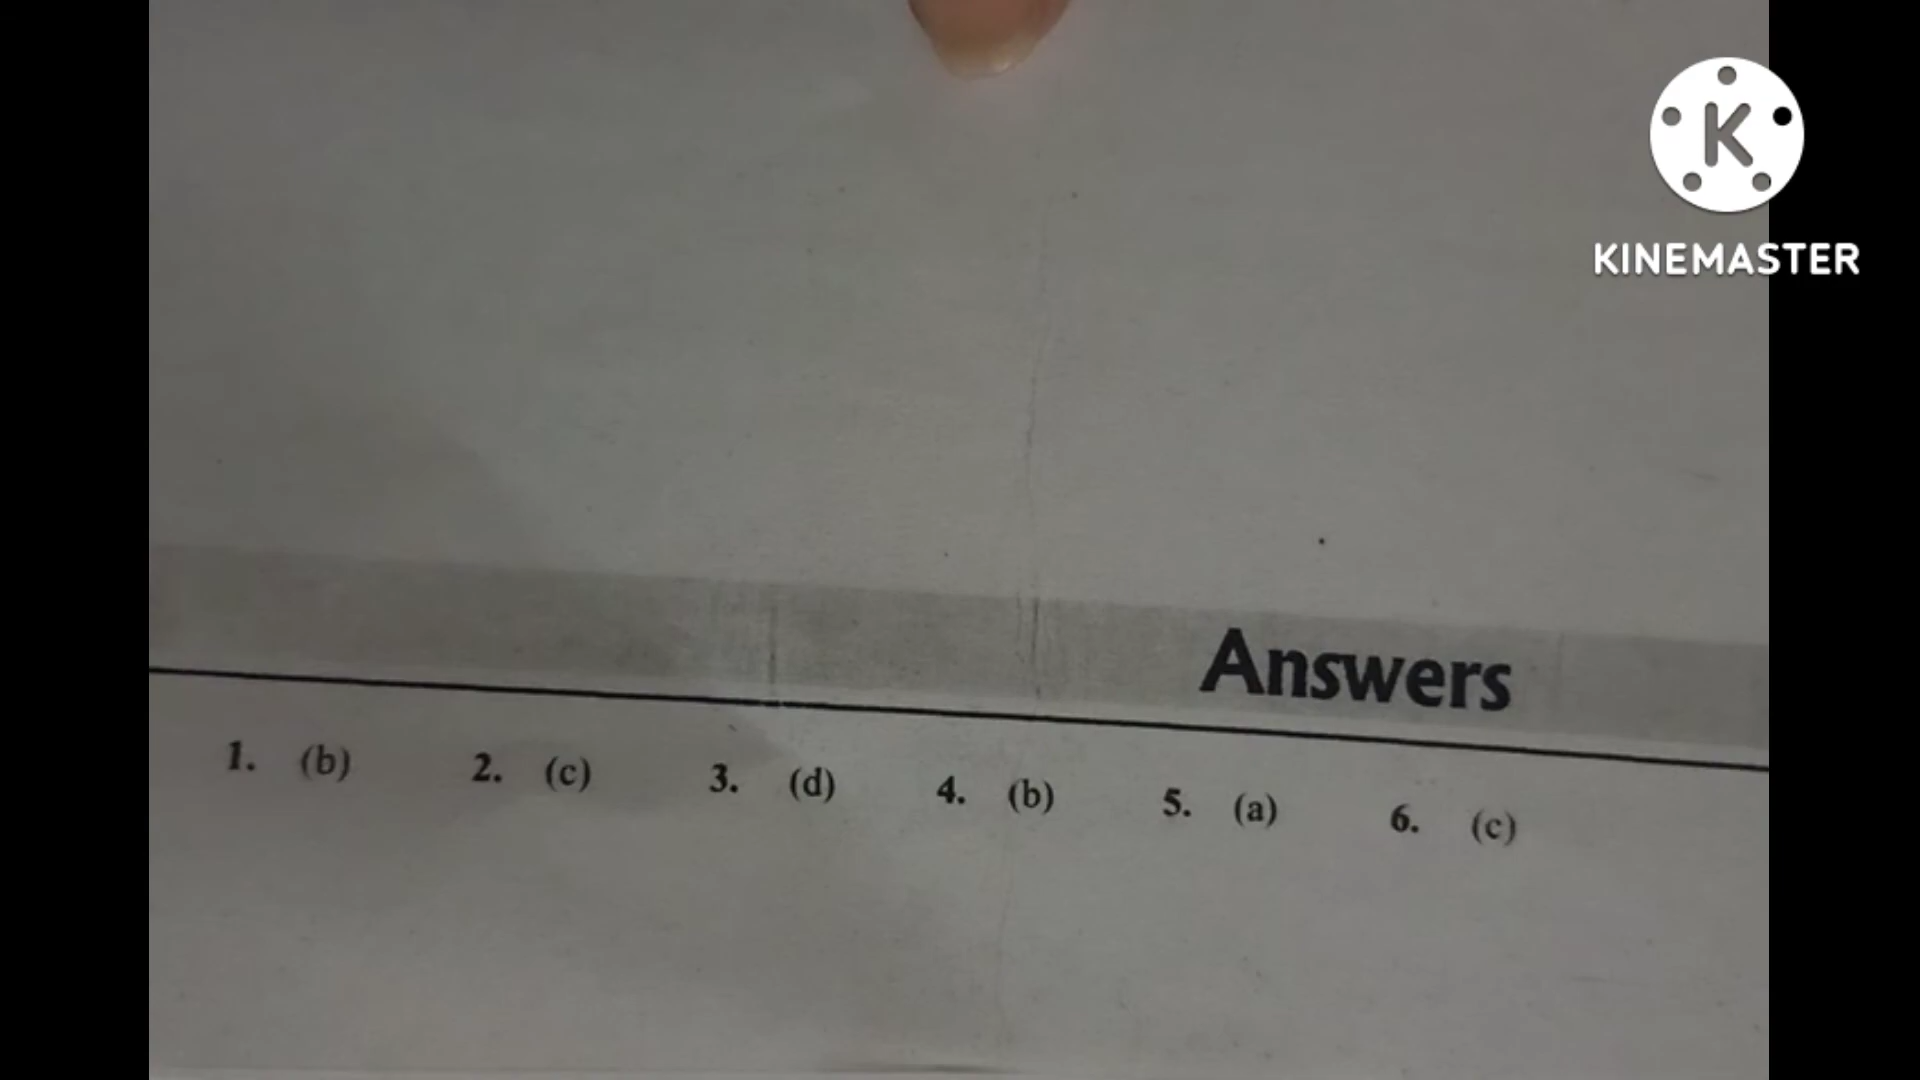 K
KINEMASTER
Answers
1. (b) 2. (c) 3. (d) 4. (b) 5. (a) 6. (c)